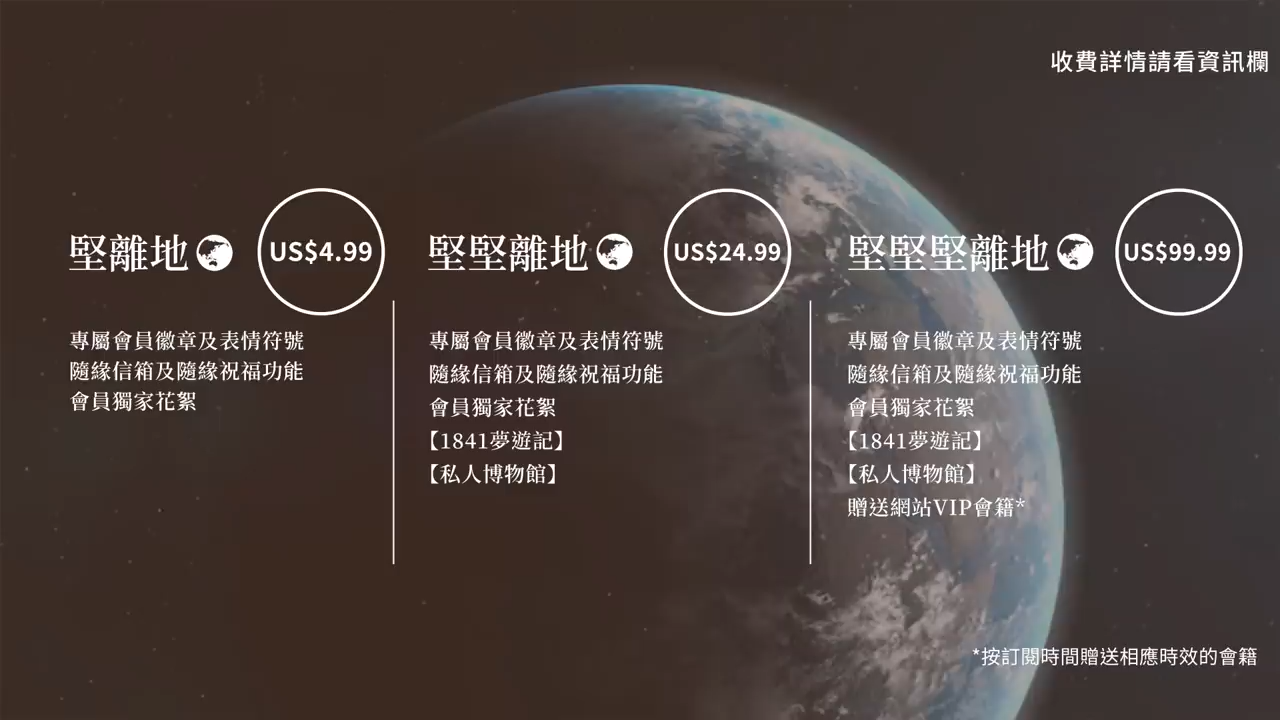 收費詳情請看資訊欄
堅離地
US$4.99
專屬會員徽章及表情符號
隨緣信箱及隨緣祝福功能
會員獨家花絮
堅堅離地
US$24.99
專屬會員徽章及表情符號
隨緣信箱及隨緣祝福功能
會員獨家花絮
【1841夢遊記】
【私人博物館】
堅堅堅離地
US$99.99
專屬會員徽章及表情符號
隨緣信箱及隨緣祝福功能
會員獨家花絮
【1841夢遊記】
【私人博物館】
贈送網站VIP會籍*
*按訂閱時間贈送相應時效的會籍